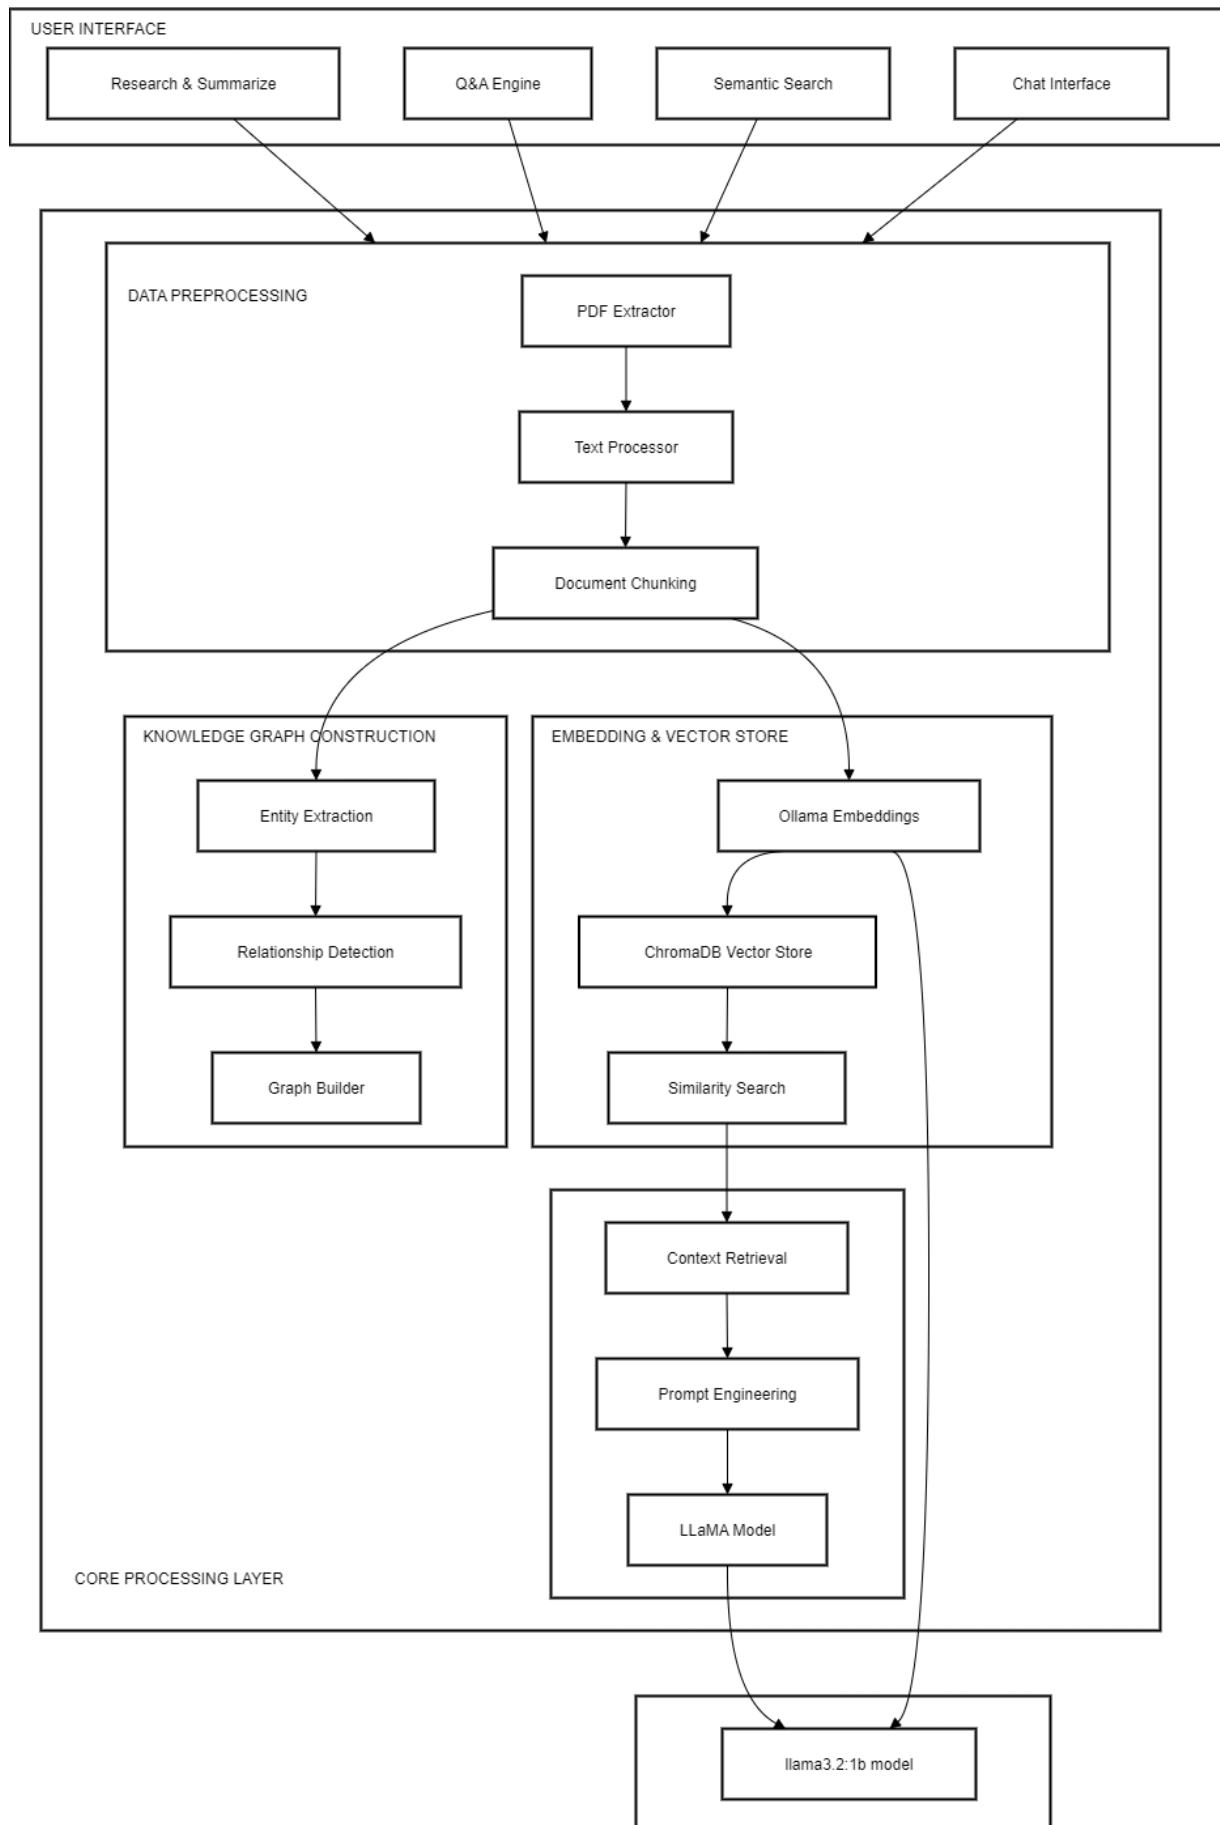 USER INTERFACE
Research & Summarize
Q&A Engine
Semantic Search
Chat Interface
DATA PREPROCESSING
PDF Extractor
Text Processor
Document Chunking
KNOWLEDGE GRAPH CONSTRUCTION
EMBEDDING & VECTOR STORE
Entity Extraction
Ollama Embeddings
Relationship Detection
ChromaDB Vector Store
Graph Builder
Similarity Search
Context Retrieval
Prompt Engineering
LLaMA Model
CORE PROCESSING LAYER
llama3.2:1b model